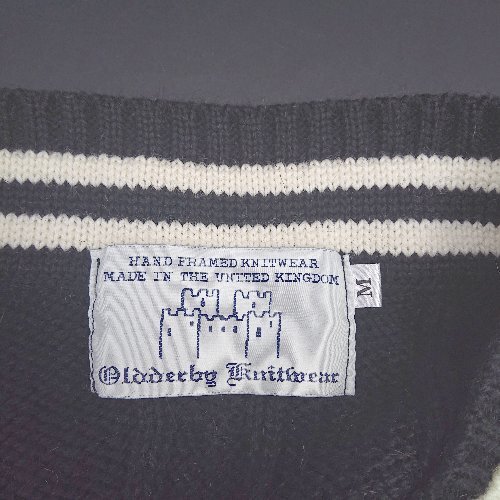 HAND FRAMED KNITWEAR
MADE IN THE UNITED KINGDOM
M
Oldderby Knitwear